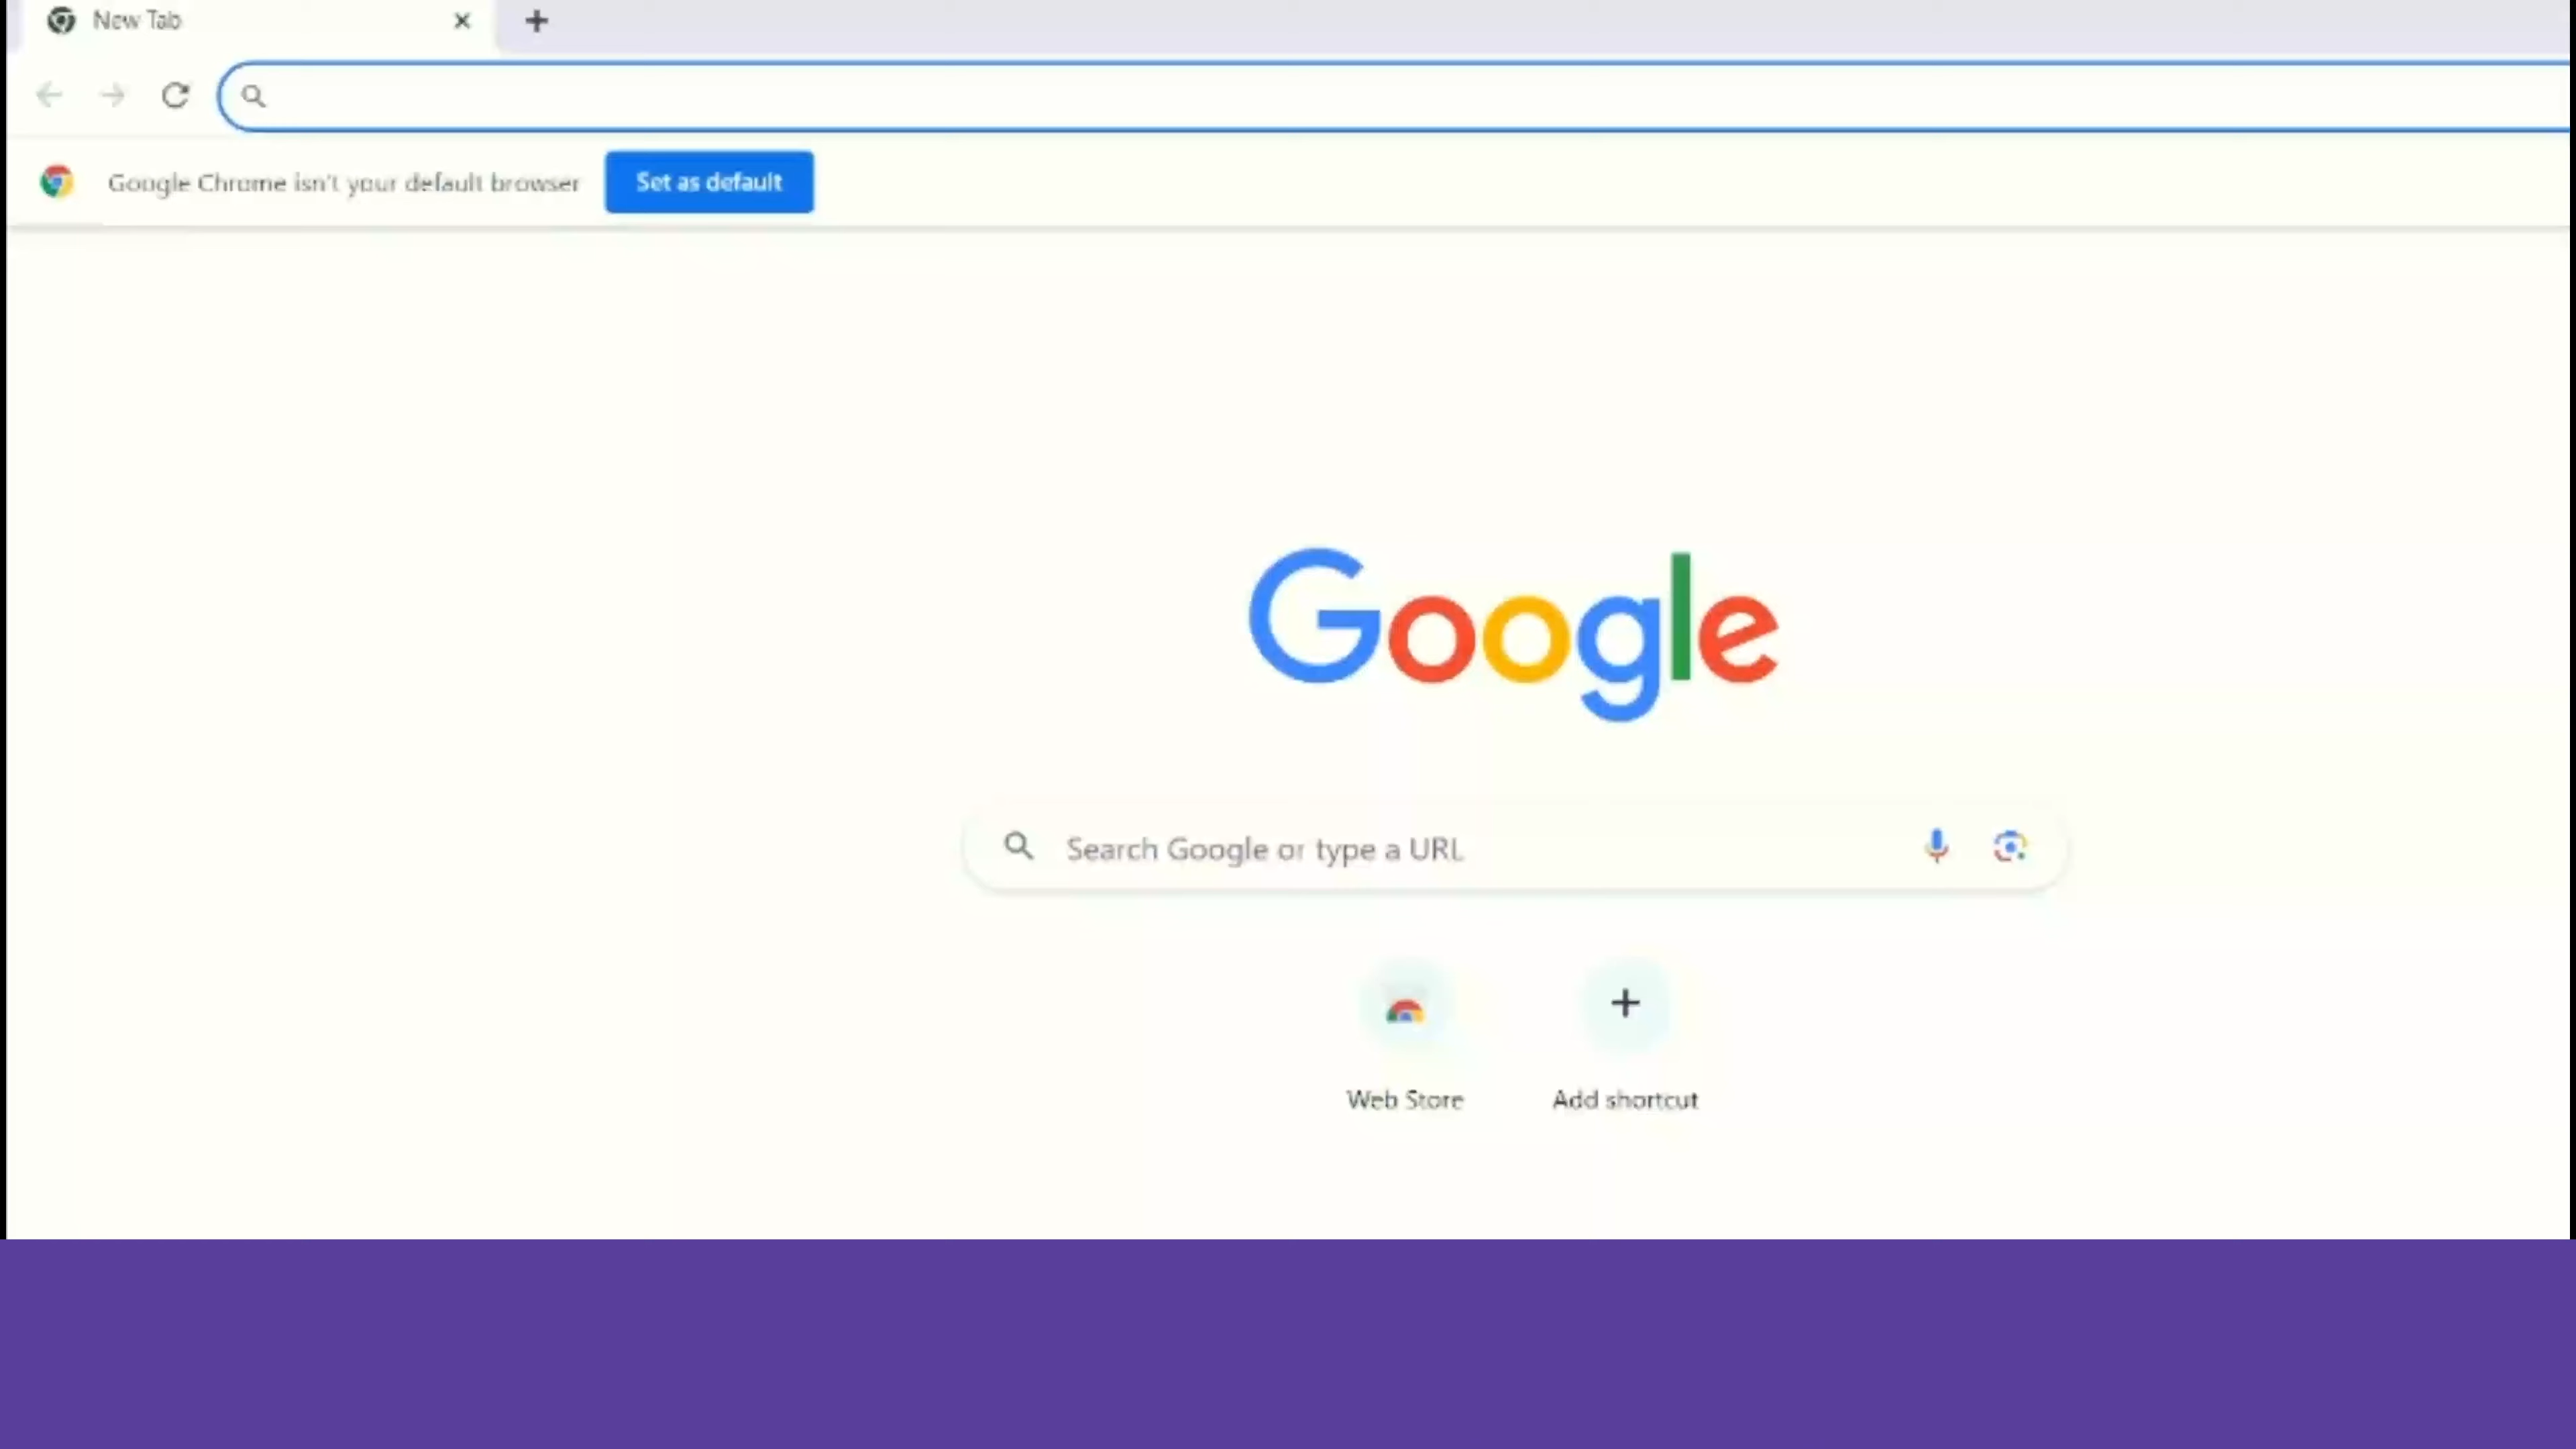 New Tab
Google Chrome isn't your default browser
Set as default
Google
Search Google or type a URL
Web Store
Add shortcut